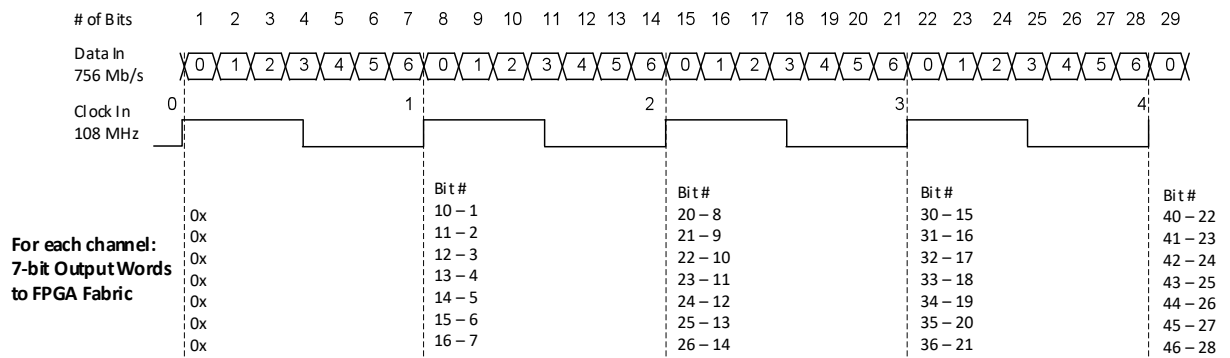 # of Bits 1 2 3 4 5 6 7 8 9 10 11 12 13 14 15 16 17 18 19 20 21 22 23 24 25 26 27 28 29
Data In
756 Mb/s
0 1 2 3 4 5 6 0 1 2 3 4 5 6 0 1 2 3 4 5 6 0 1 2 3 4 5 6 0
Clock In
108 MHz
0 1 2 3 4
For each channel:
7-bit Output Words
to FPGA Fabric
0x
0x
0x
0x
0x
0x
0x
Bit #
10 – 1
11 – 2
12 – 3
13 – 4
14 – 5
15 – 6
16 – 7
Bit #
20 – 8
21 – 9
22 – 10
23 – 11
24 – 12
25 – 13
26 – 14
Bit #
30 – 15
31 – 16
32 – 17
33 – 18
34 – 19
35 – 20
36 – 21
Bit #
40 – 22
41 – 23
42 – 24
43 – 25
44 – 26
45 – 27
46 – 28